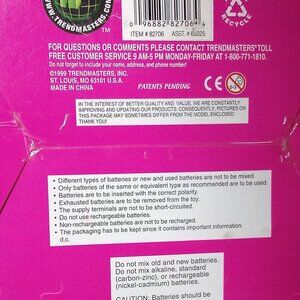 www.trendmasters.com
™
0 96882 82706 4
ITEM # 82706 ASST. # 60825
RECYCLE
FOR QUESTIONS OR COMMENTS PLEASE CONTACT TRENDMASTERS' TOLL
FREE CUSTOMER SERVICE 9 AM-5 PM MONDAY-FRIDAY AT 1-800-771-1810.
Do not forget to include your name, address, and phone number!
©1999 TRENDMASTERS, INC.
ST. LOUIS, MO 63101 U.S.A.
MADE IN CHINA
PATENTS PENDING
CE
0-3
IN THE INTEREST OF BETTER QUALITY AND VALUE, WE ARE CONSTANTLY
IMPROVING AND UPDATING OUR PRODUCTS. CONSEQUENTLY, PICTURES ON
THIS PACKAGE MAY SOMETIMES DIFFER FROM THE MODEL ENCLOSED.
THANK YOU!
• Different types of batteries or new and used batteries are not to be mixed.
• Only batteries of the same or equivalent type as recommended are to be used.
• Batteries are to be inserted with the correct polarity.
• Exhausted batteries are to be removed from the toy.
• The supply terminals are not to be short-circuited.
• Do not use rechargeable batteries.
• Non-rechargeable batteries are not to be recharged.
• The packaging has to be kept since it contains important information
d.c.
Do not mix old and new batteries.
Do not mix alkaline, standard
(carbon-zinc), or rechargeable
(nickel-cadmium) batteries.
CAUTION: Batteries should be